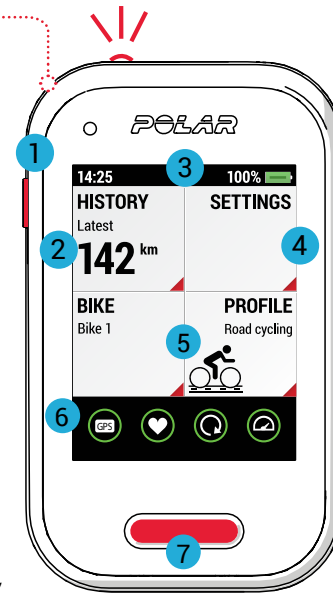 POLAR
1
3
14:25 100%
HISTORY SETTINGS
Latest
2 142 km 4
BIKE PROFILE
Bike 1 Road cycling
5
6 GPS
7